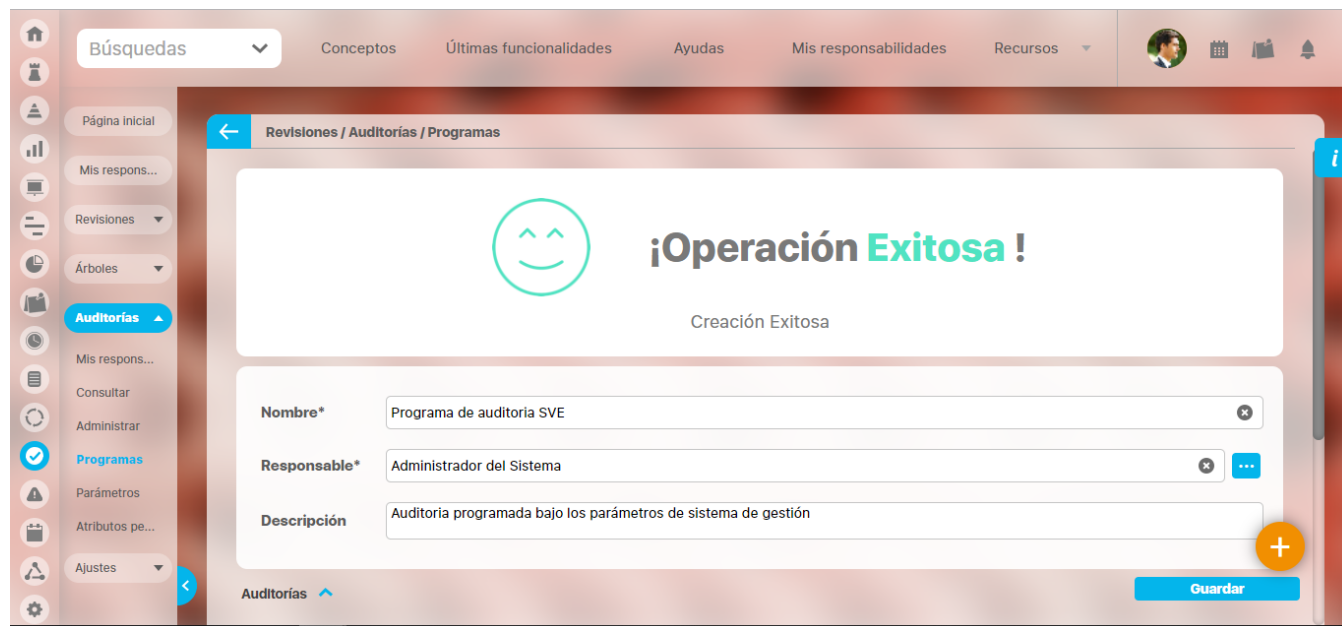 Búsquedas
Conceptos
Últimas funcionalidades
Ayudas
Mis responsabilidades
Recursos
Página inicial
Mis respons...
Revisiones
Árboles
Auditorías
Mis respons...
Consultar
Administrar
Programas
Parámetros
Atributos pe...
Ajustes
Revisiones / Auditorías / Programas
i
¡Operación Exitosa !
Creación Exitosa
Nombre* Programa de auditoria SVE
Responsable* Administrador del Sistema
Descripción Auditoria programada bajo los parámetros de sistema de gestión
Auditorías
Guardar